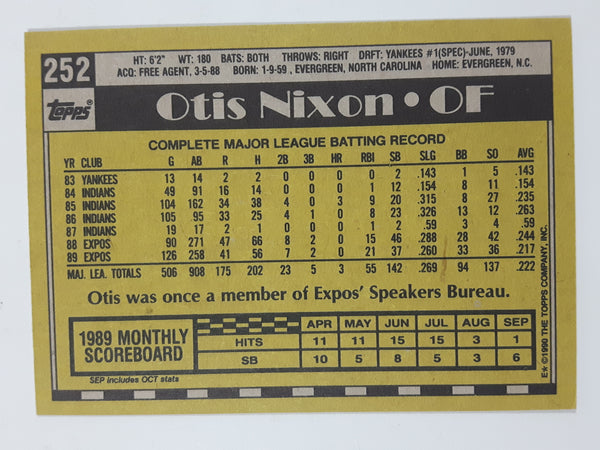 252
HT: 6'2" WT: 180 BATS: BOTH THROWS: RIGHT DRFT: YANKEES #1(SPEC)-JUNE, 1979
ACQ: FREE AGENT, 3-5-88 BORN: 1-9-59, EVERGREEN, NORTH CAROLINA HOME: EVERGREEN, N.C.
Topps®
Otis Nixon • OF
COMPLETE MAJOR LEAGUE BATTING RECORD
YR CLUB G AB R H 2B 3B HR RBI SB SLG BB SO AVG
83 YANKEES 13 14 2 2 0 0 0 0 2 .143 1 5 .143
84 INDIANS 49 91 16 14 0 0 0 1 12 .154 8 11 .154
85 INDIANS 104 162 34 38 4 0 3 9 20 .315 8 27 .235
86 INDIANS 105 .95 33 25 4 1 0 8 23 .326 13 12 .263
87 INDIANS 19 17 2 1 0 0 0 1 2 .59 3 4 .59
88 EXPOS 90 271 47 66 8 2 0 15 46 .288 28 42 .244
89 EXPOS 126 258 41 56 7 2 0 21 37 .260 33 36 .217
MAJ. LEA. TOTALS 506 908 175 202 23 5 3 55 142 .269 94 137 .222
Otis was once a member of Expos' Speakers Bureau.
1989 MONTHLY SCOREBOARD
APR MAY JUN JUL AUG SEP
HITS 11 11 15 15 3 1
SB 10 5 8 5 3 6
SEP includes OCT stats
E* ©1990 THE TOPPS COMPANY, INC.